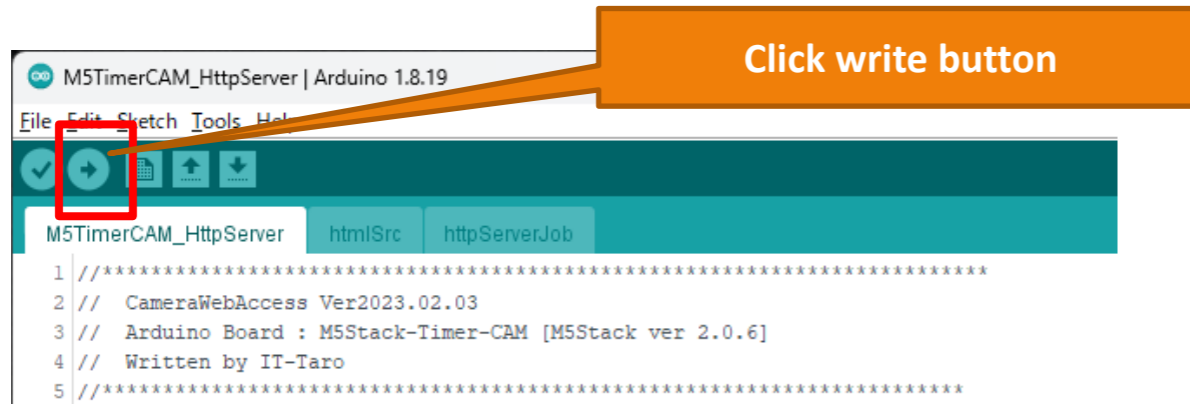 Click write button
M5TimerCAM_HttpServer | Arduino 1.8.19
File Edit Sketch Tools
M5TimerCAM_HttpServer htmlSrc httpServerJob
1 //**************************************************************************
2 // CameraWebAccess Ver2023.02.03
3 // Arduino Board : M5Stack-Timer-CAM [M5Stack ver 2.0.6]
4 // Written by IT-Taro
5 //************************************************************************